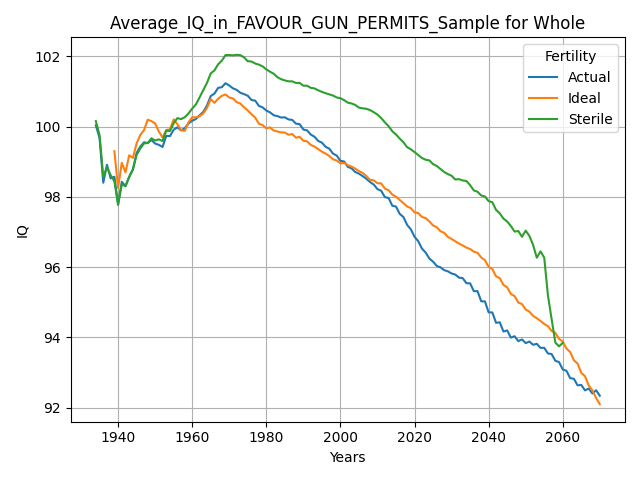 Average_IQ_in_FAVOUR_GUN_PERMITS_Sample for Whole
Fertility
Actual
Ideal
Sterile
IQ
102
100
98
96
94
92
1940
1960
1980
2000
2020
2040
2060
Years